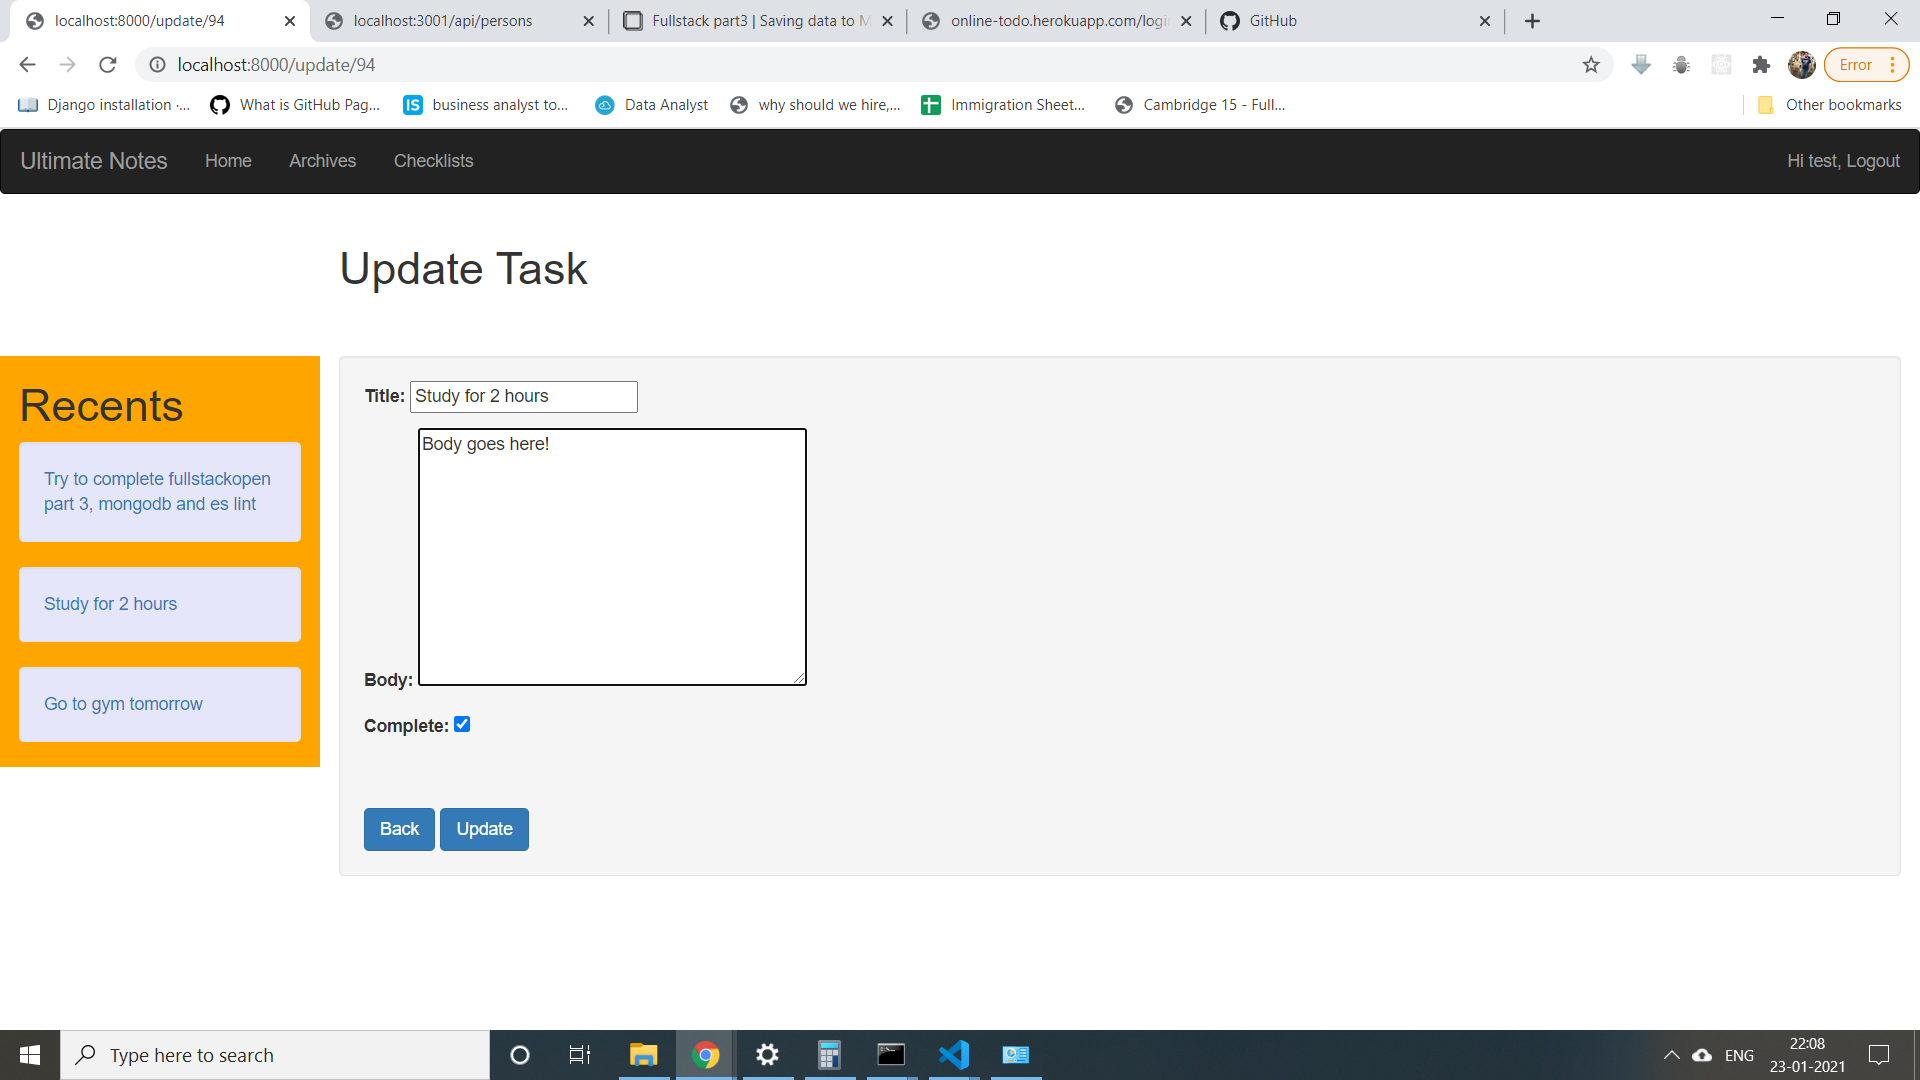 localhost:8000/update/94
localhost:3001/api/persons
Fullstack part3 | Saving data to M
online-todo.herokuapp.com/logi
GitHub
localhost:8000/update/94
Error
Django installation ·...
What is GitHub Pag...
IS
business analyst to...
Data Analyst
why should we hire,...
Immigration Sheet...
Cambridge 15 - Full...
Other bookmarks
Ultimate Notes
Home
Archives
Checklists
Hi test, Logout
Update Task
Recents
Try to complete fullstackopen
part 3, mongodb and es lint
Study for 2 hours
Go to gym tomorrow
Title: Study for 2 hours
Body goes here!
Body:
Complete:
Back
Update
Type here to search
ENG
22:08
23-01-2021